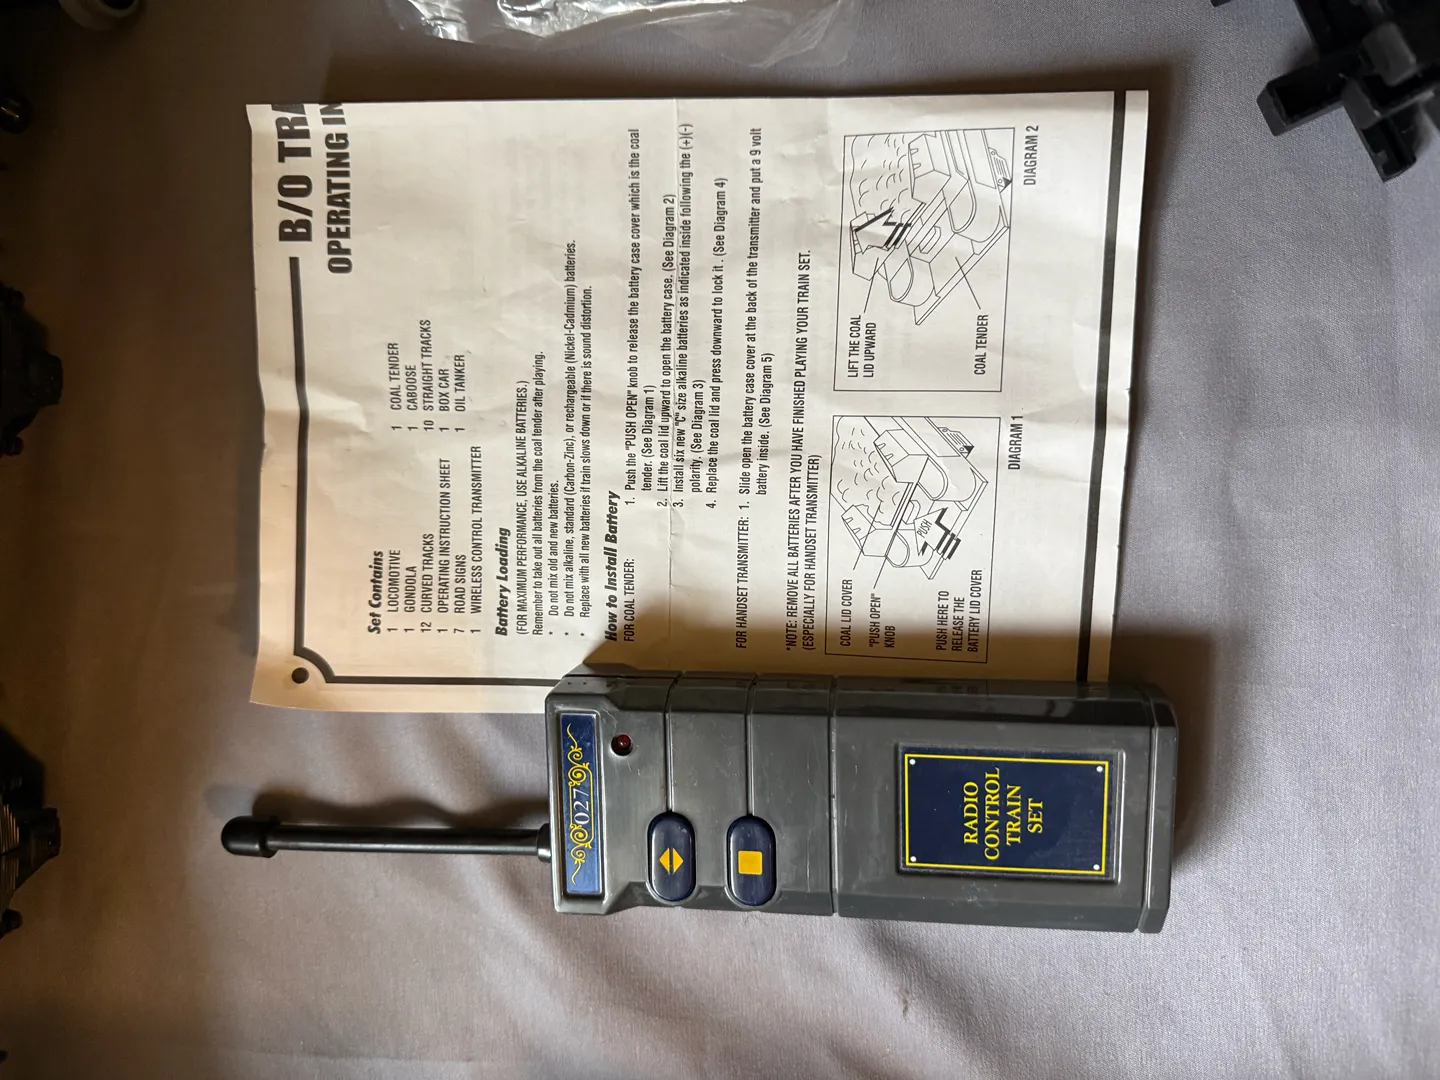 B/O TRA
OPERATING IN
Set Contains
1 LOCOMOTIVE 1 COAL TENDER
1 GONDOLA 1 CABOOSE
12 CURVED TRACKS 10 STRAIGHT TRACKS
1 OPERATING INSTRUCTION SHEET 1 BOX CAR
7 ROAD SIGNS 1 OIL TANKER
1 WIRELESS CONTROL TRANSMITTER
Battery Loading
(FOR MAXIMUM PERFORMANCE, USE ALKALINE BATTERIES.)
Remember to take out all batteries from the coal tender after playing.
* Do not mix old and new batteries.
* Do not mix alkaline, standard (Carbon-Zinc), or rechargeable (Nickel-Cadmium) batteries.
* Replace with all new batteries if train slows down or if there is sound distortion.
How to Install Battery
FOR COAL TENDER: 1. Push the "PUSH OPEN" knob to release the battery case cover which is the coal
tender. (See Diagram 1)
2. Lift the coal lid upward to open the battery case. (See Diagram 2)
3. Install six new "C" size alkaline batteries as indicated inside following the (+)(-)
polarity. (See Diagram 3)
4. Replace the coal lid and press downward to lock it . (See Diagram 4)
FOR HANDSET TRANSMITTER: 1. Slide open the battery case cover at the back of the transmitter and put a 9 volt
battery inside. (See Diagram 5)
*NOTE: REMOVE ALL BATTERIES AFTER YOU HAVE FINISHED PLAYING YOUR TRAIN SET.
(ESPECIALLY FOR HANDSET TRANSMITTER)
COAL LID COVER
"PUSH OPEN"
KNOB
PUSH
PUSH HERE TO
RELEASE THE
BATTERY LID COVER
DIAGRAM 1
LIFT THE COAL
LID UPWARD
COAL TENDER
DIAGRAM 2
027
RADIO
CONTROL
TRAIN
SET